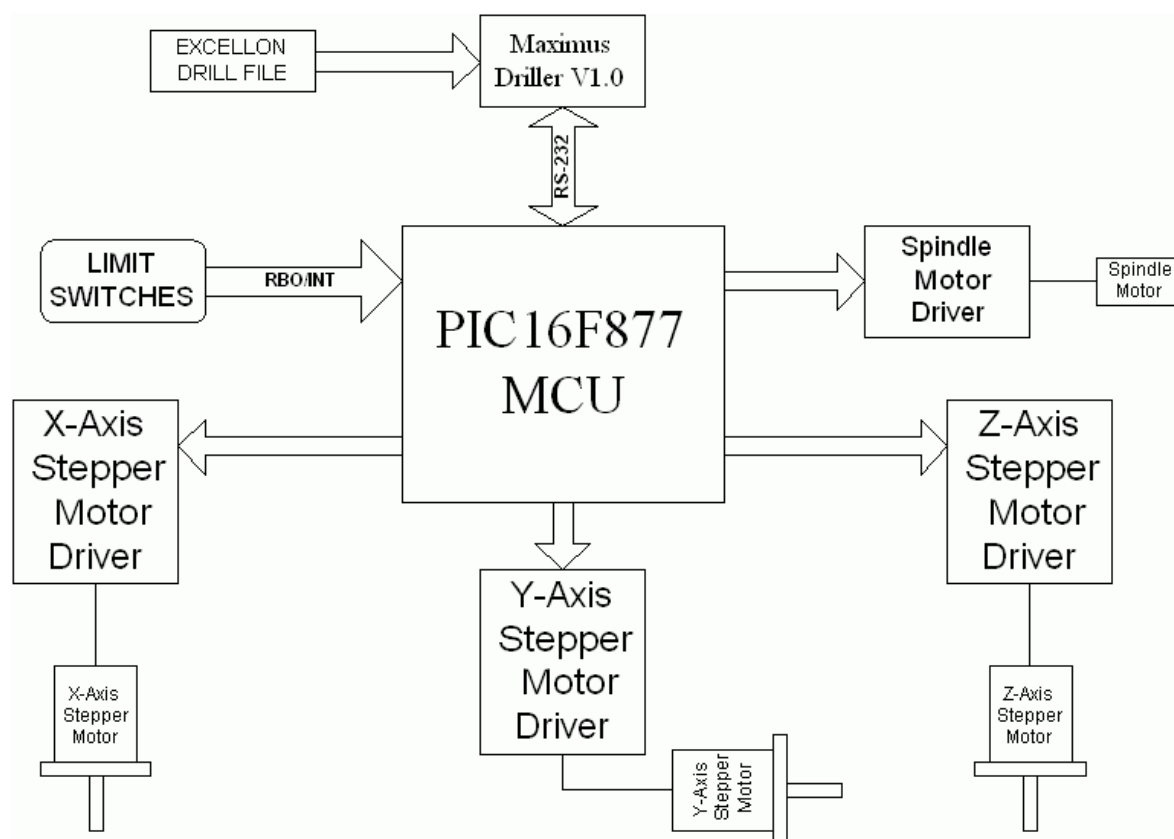 EXCELLON
DRILL FILE
Maximus
Driller V1.0
RS-232
LIMIT
SWITCHES
RBO/INT
PIC16F877
MCU
Spindle
Motor
Driver
Spindle
Motor
X-Axis
Stepper
Motor
Driver
Z-Axis
Stepper
Motor
Driver
Y-Axis
Stepper
Motor
Driver
X-Axis
Stepper
Motor
Y-Axis
Stepper
Motor
Z-Axis
Stepper
Motor